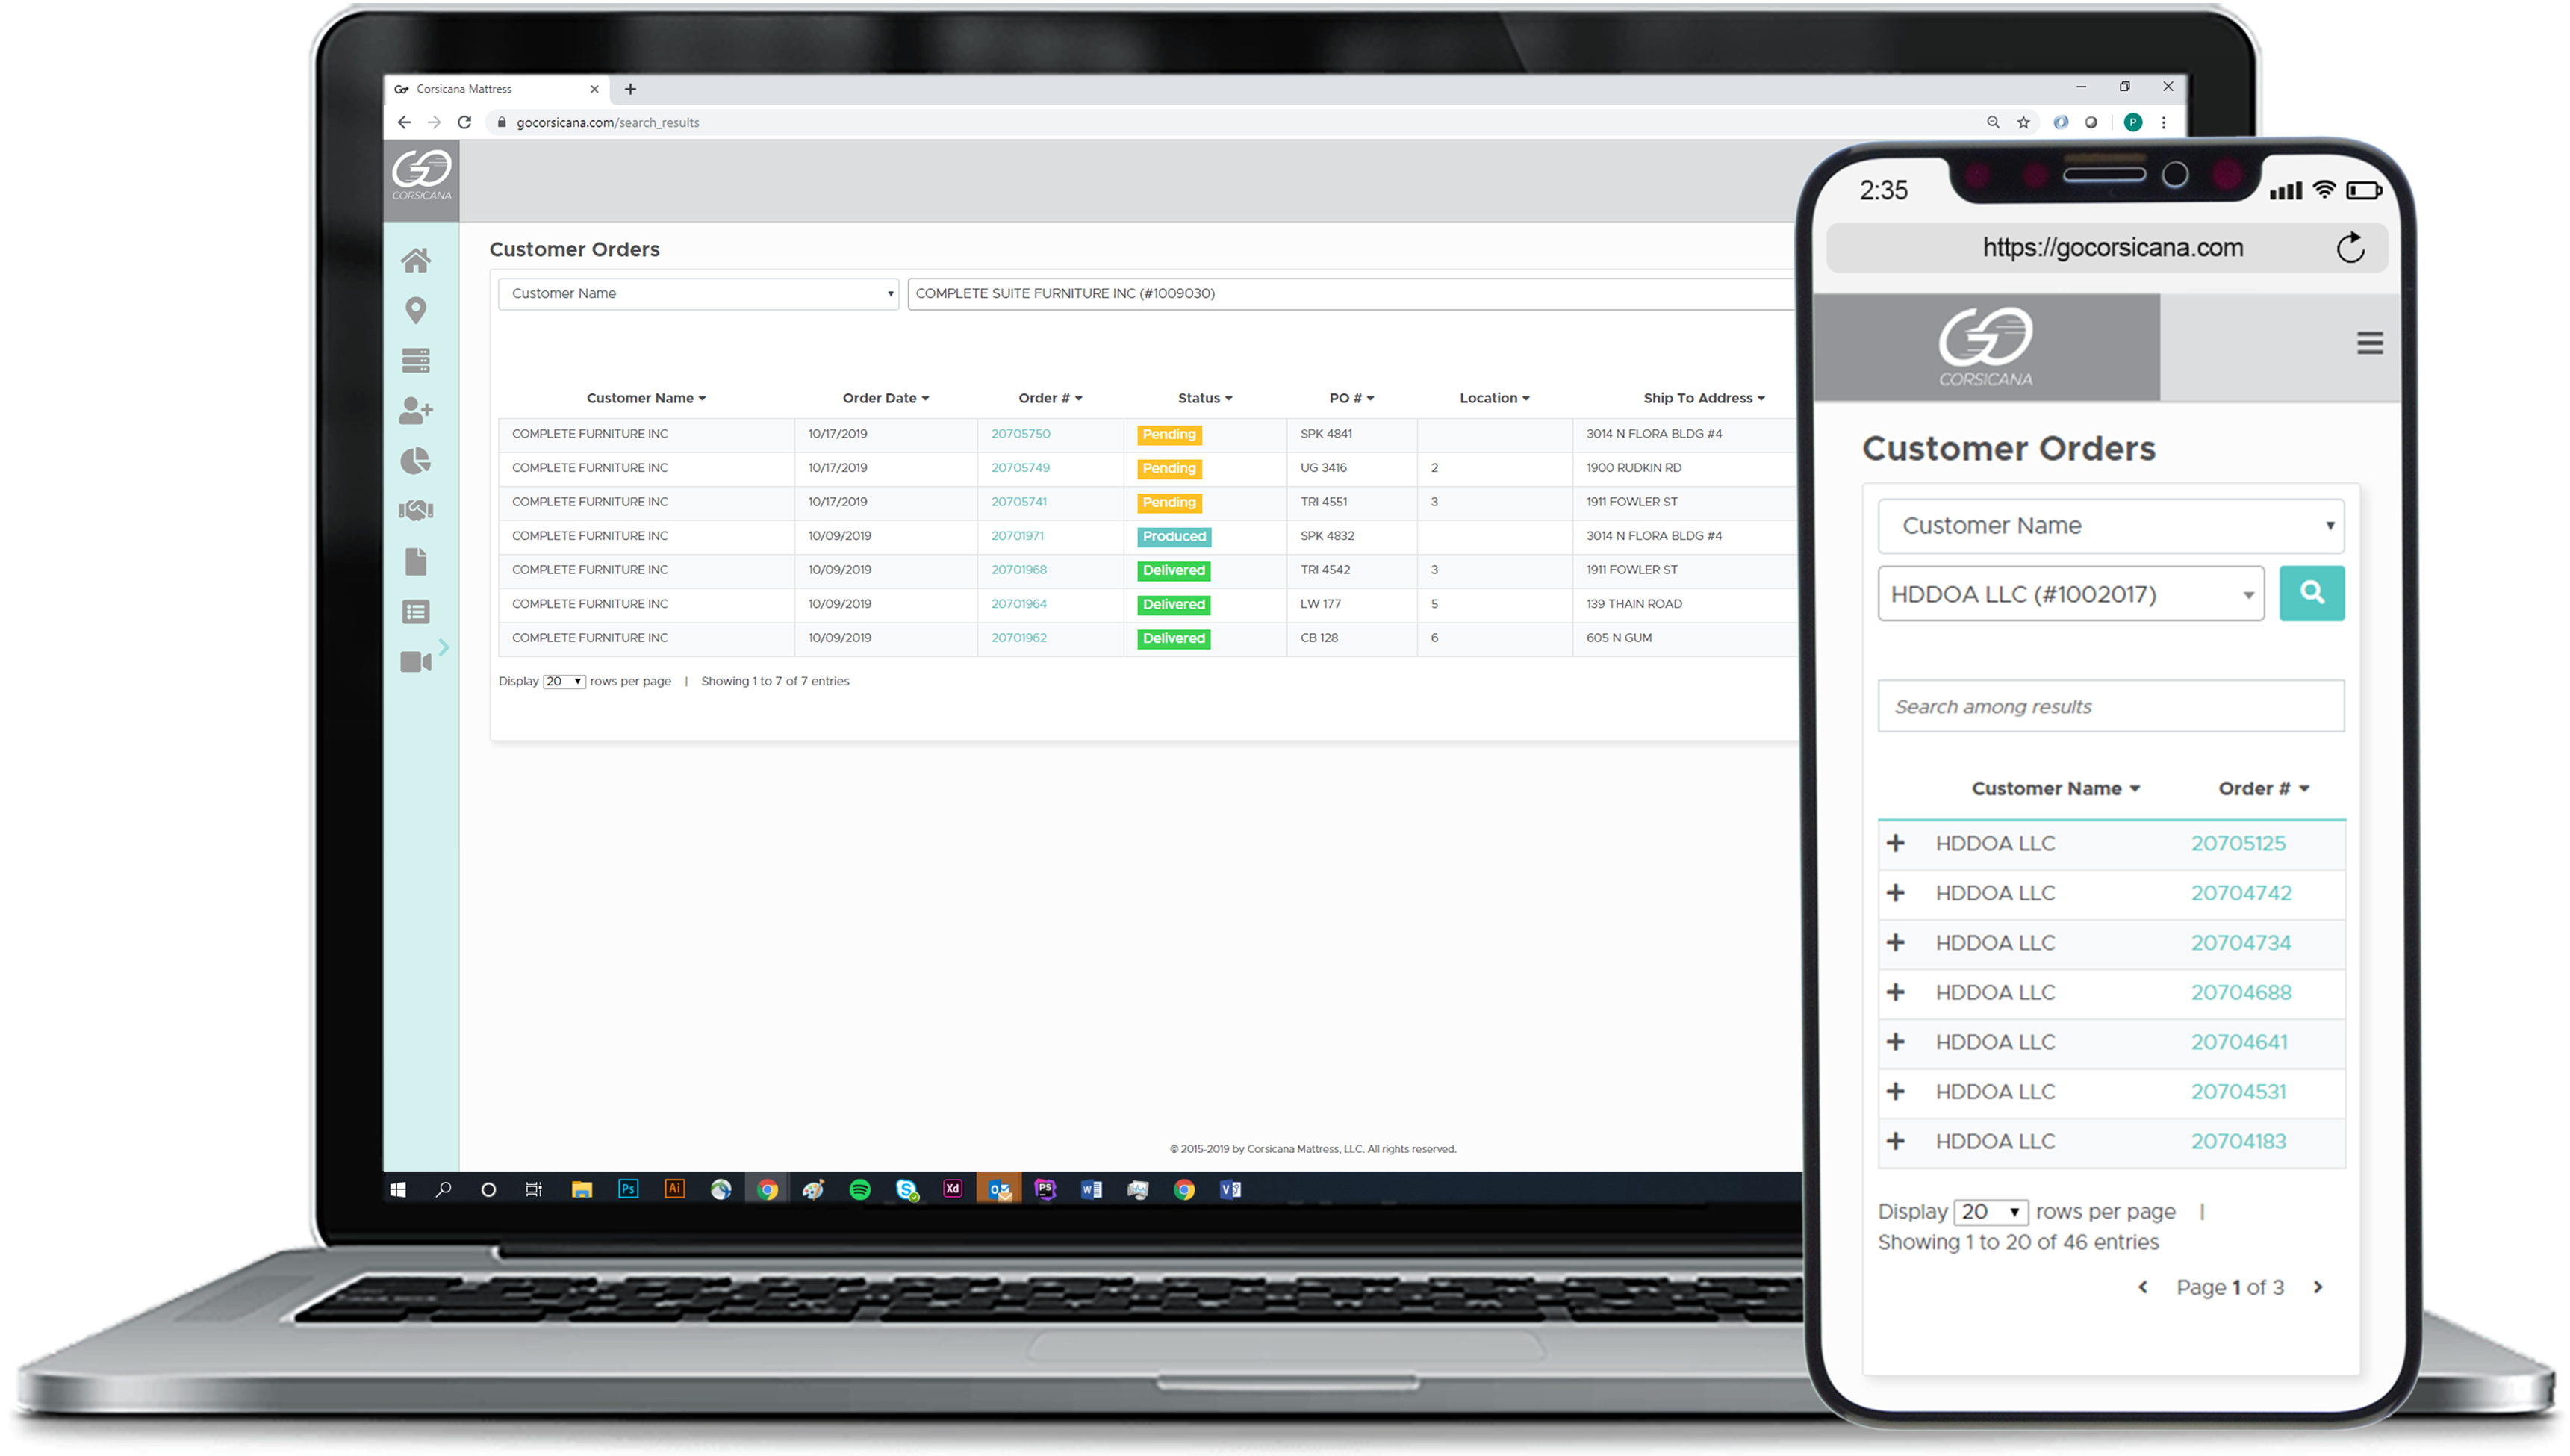 Go Corsicana Mattress
gocorsicana.com/search_results
P
GO
CORSICANA
Customer Orders
Customer Name
COMPLETE SUITE FURNITURE INC (#1009030)
Customer Name Order Date Order # Status PO # Location Ship To Address
COMPLETE FURNITURE INC 10/17/2019 20705750 Pending SPK 4841 3014 N FLORA BLDG #4
COMPLETE FURNITURE INC 10/17/2019 20705749 Pending UG 3416 2 1900 RUDKIN RD
COMPLETE FURNITURE INC 10/17/2019 20705741 Pending TRI 4551 3 1911 FOWLER ST
COMPLETE FURNITURE INC 10/09/2019 20701971 Produced SPK 4832 3014 N FLORA BLDG #4
COMPLETE FURNITURE INC 10/09/2019 20701968 Delivered TRI 4542 3 1911 FOWLER ST
COMPLETE FURNITURE INC 10/09/2019 20701964 Delivered LW 177 5 139 THAIN ROAD
COMPLETE FURNITURE INC 10/09/2019 20701962 Delivered CB 128 6 605 N GUM
Display 20 rows per page | Showing 1 to 7 of 7 entries
© 2015-2019 by Corsicana Mattress, LLC. All rights reserved.
Ps Ai S Xd O PS W V
2:35
https://gocorsicana.com
GO
CORSICANA
Customer Orders
Customer Name
HDDOA LLC (#1002017)
Search among results
Customer Name Order #
+ HDDOA LLC 20705125
+ HDDOA LLC 20704742
+ HDDOA LLC 20704734
+ HDDOA LLC 20704688
+ HDDOA LLC 20704641
+ HDDOA LLC 20704531
+ HDDOA LLC 20704183
Display 20 rows per page |
Showing 1 to 20 of 46 entries
< Page 1 of 3 >